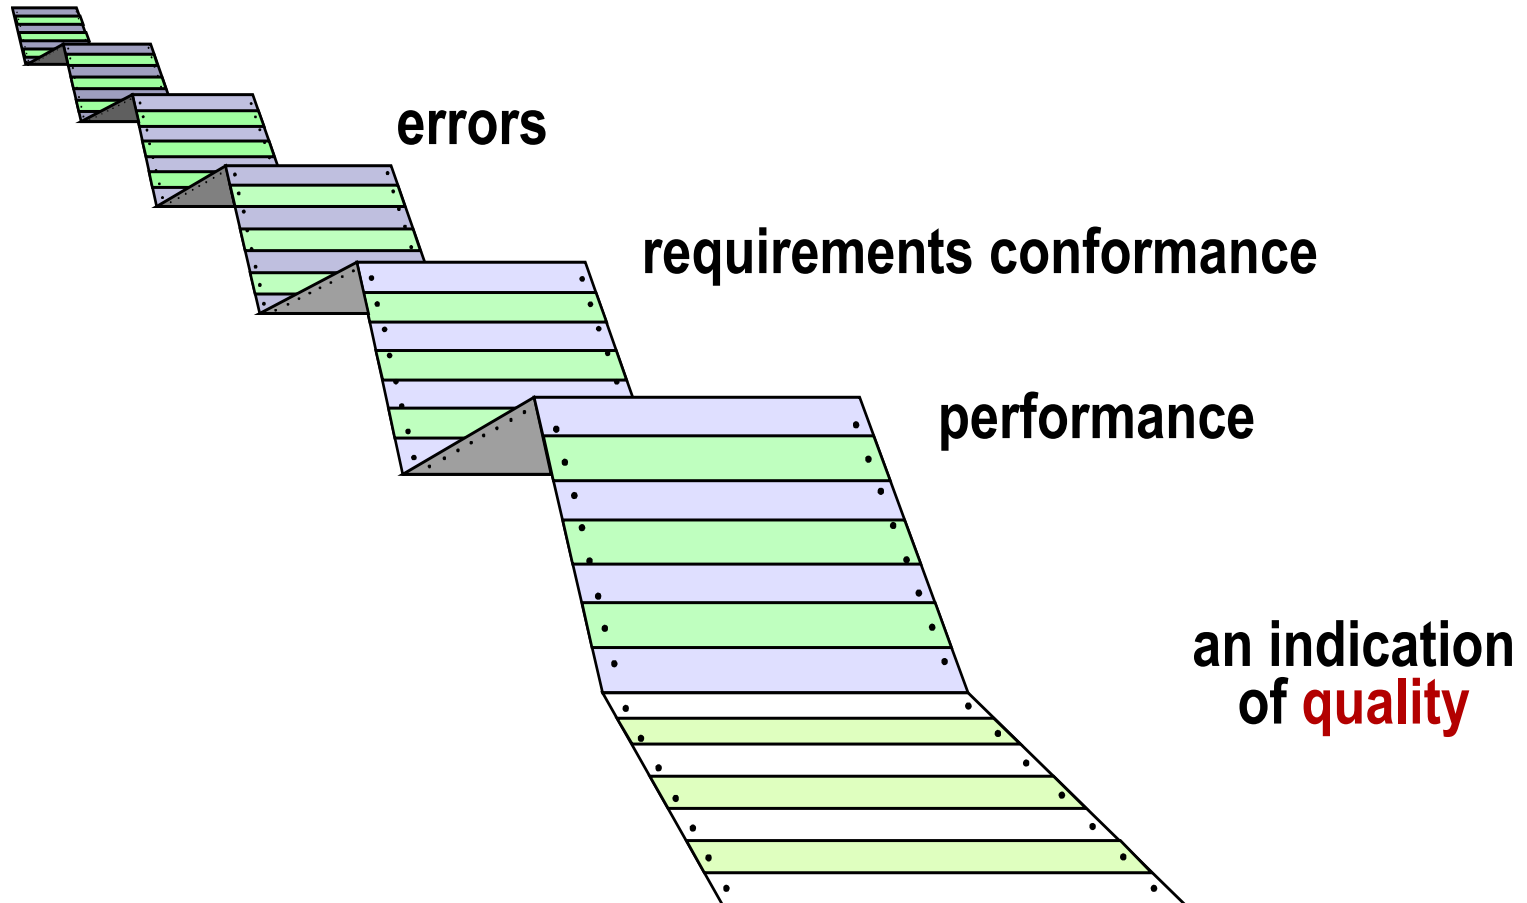 errors
requirements conformance
performance
an indication
of quality